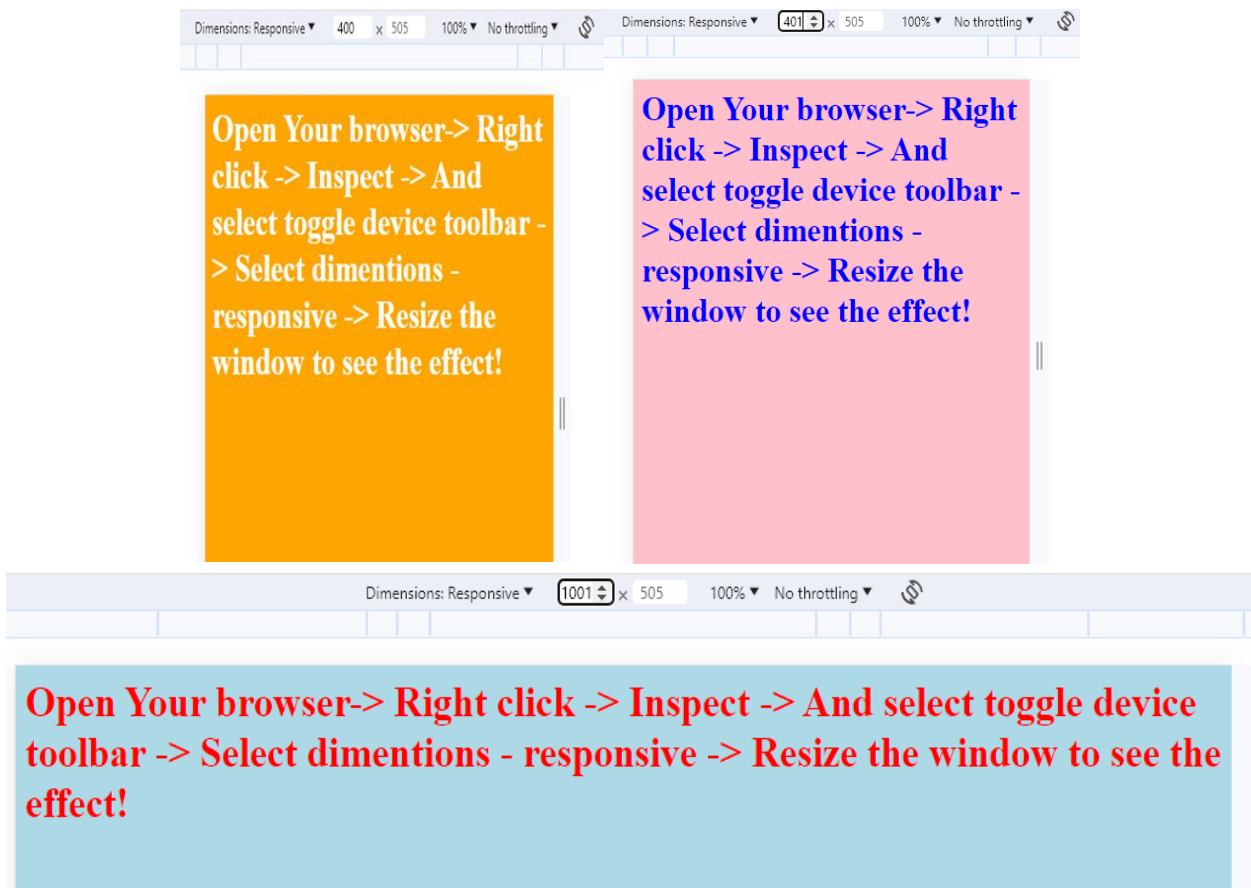 Dimensions: Responsive ▼ 400 x 505 100% ▼ No throttling ▼
Open Your browser-> Right
click -> Inspect -> And
select toggle device toolbar -
> Select dimentions -
responsive -> Resize the
window to see the effect!
Dimensions: Responsive ▼ 401 x 505 100% ▼ No throttling ▼
Open Your browser-> Right
click -> Inspect -> And
select toggle device toolbar -
> Select dimentions -
responsive -> Resize the
window to see the effect!
Dimensions: Responsive ▼ 1001 x 505 100% ▼ No throttling ▼
Open Your browser-> Right click -> Inspect -> And select toggle device
toolbar -> Select dimentions - responsive -> Resize the window to see the
effect!